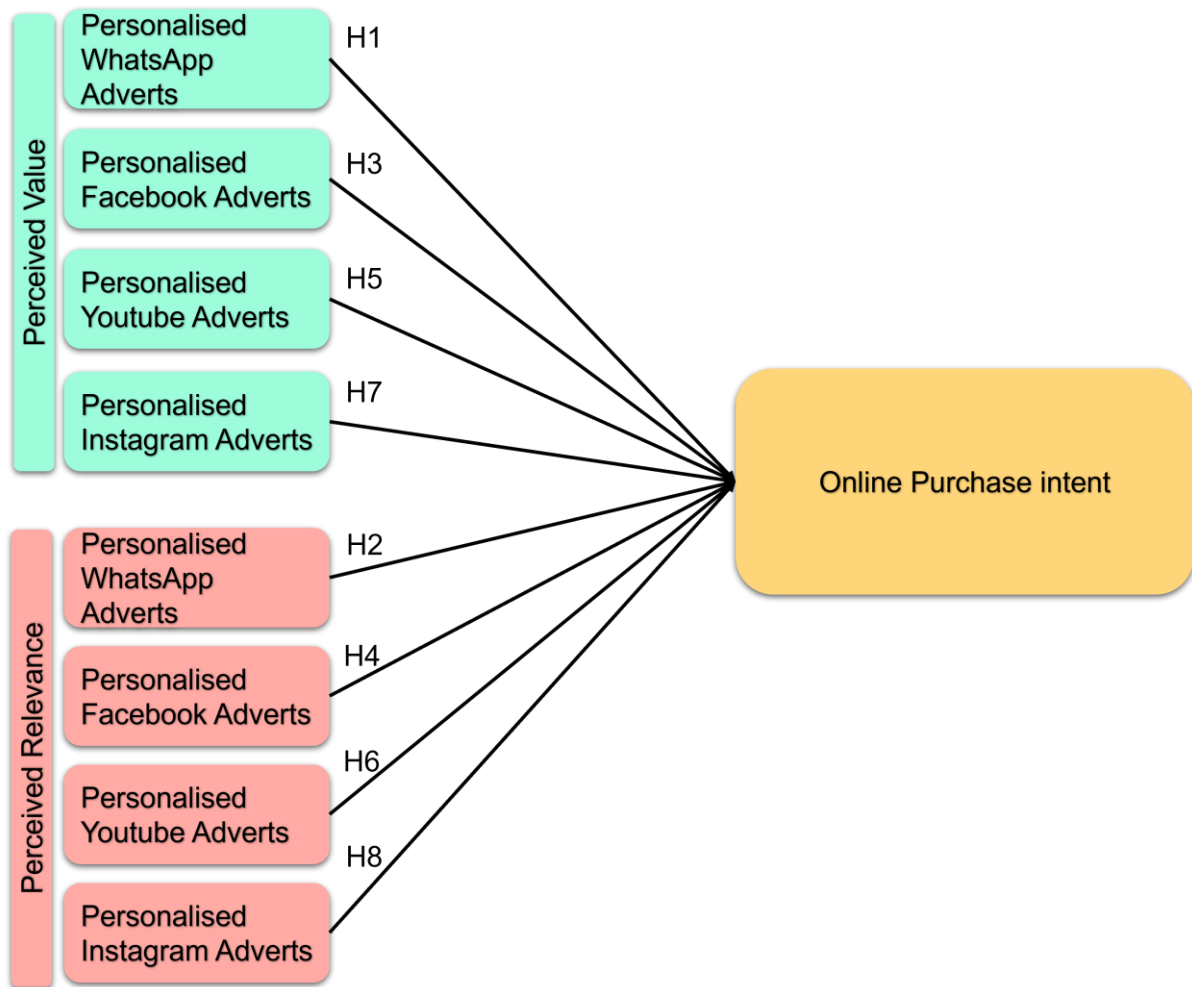 Perceived Value
Personalised
WhatsApp
Adverts
H1
Personalised
Facebook Adverts
H3
Personalised
Youtube Adverts
H5
Personalised
Instagram Adverts
H7
Online Purchase intent
Perceived Relevance
Personalised
WhatsApp
Adverts
H2
Personalised
Facebook Adverts
H4
Personalised
Youtube Adverts
H6
Personalised
Instagram Adverts
H8